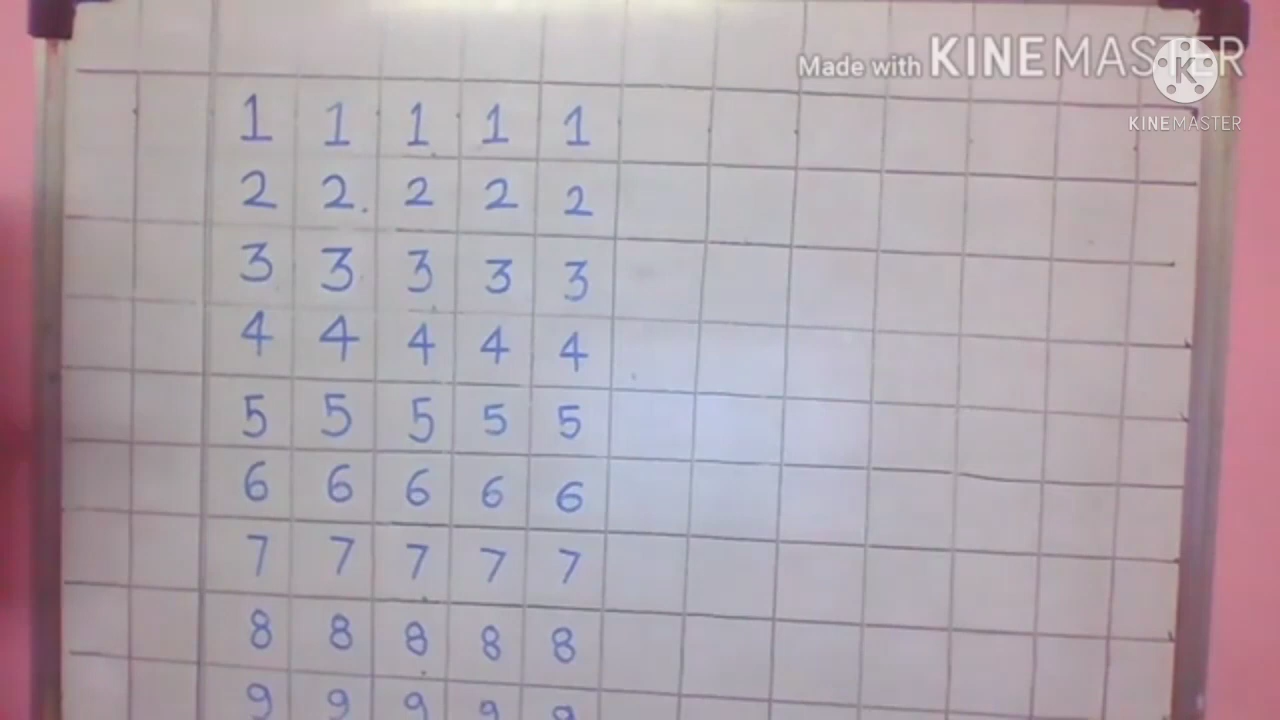 Made with KINEMASTER
KINEMASTER
1 1 1 1 1
2 2. 2 2 2
3 3 3 3 3
4 4 4 4 4
5 5 5 5 5
6 6 6 6 6
7 7 7 7 7
8 8 8 8 8
9 9 9 9 9